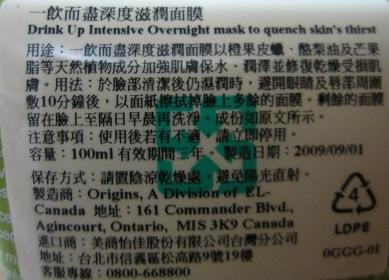 一飲而盡深度滋潤面膜
Drink Up Intensive Overnight mask to quench skin's thirst
用途：一飲而盡深度滋潤面膜以橙果皮蠟、酪梨油及芒果
脂等天然植物成分加強肌膚保水、潤澤並修復乾燥受損肌
膚。用法：於臉部清潔後仍濕潤時，避開眼睛及唇部周圍
敷10分鐘後，以面紙擦拭掉臉上多餘的面膜。剩餘的面膜
留在臉上至隔日早晨再洗淨。成份如原文所示。
注意事項：使用後若有不適，請立即停用。
容量：100ml 有效期間三年。製造日期：2009/09/01
保存方式：請置陰涼乾燥處，避免陽光直射。
製造商：Origins, A Division of EL-
Canada 地址：161 Commander Blvd.,
Agincourt, Ontario, MIS 3K9 Canada
進口商：美商怡佳股份有限公司台灣分公司
地址：台北市信義區松高路9號19樓
客服專線：0800-668800
4
LDPE
0GGG-01